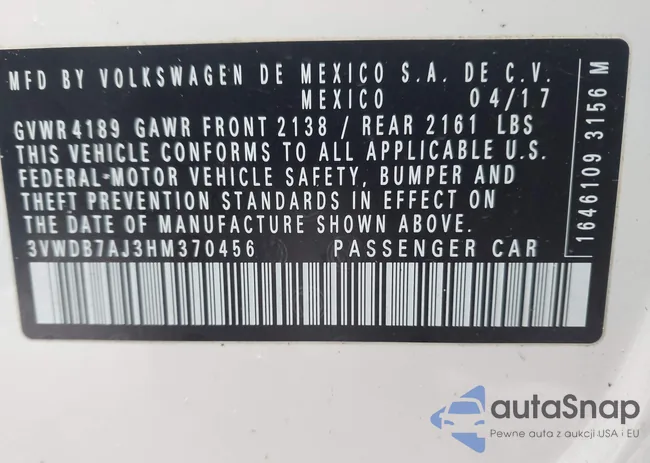 MFD BY VOLKSWAGEN DE MEXICO S.A. DE C.V.
MEXICO 04/17
GVWR4189 GAWR FRONT 2138 / REAR 2161 LBS
THIS VEHICLE CONFORMS TO ALL APPLICABLE U.S.
FEDERAL-MOTOR VEHICLE SAFETY, BUMPER AND
THEFT PREVENTION STANDARDS IN EFFECT ON
THE DATE OF MANUFACTURE SHOWN ABOVE.
3VWDB7AJ3HM370456 PASSENGER CAR
1646109 3156 M
autaSnap
Pewne auta z aukcji USA i EU